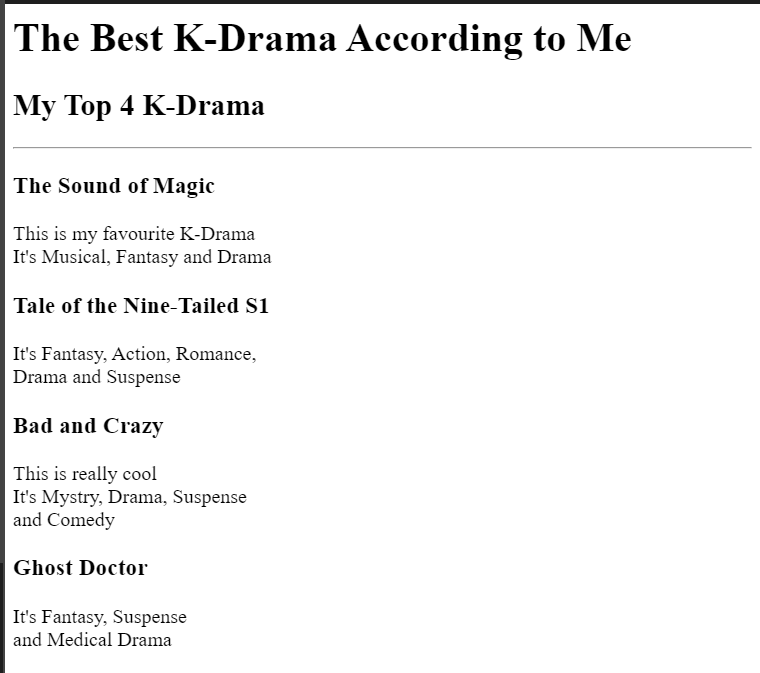 The Best K-Drama According to Me
My Top 4 K-Drama
The Sound of Magic
This is my favourite K-Drama
It's Musical, Fantasy and Drama
Tale of the Nine-Tailed S1
It's Fantasy, Action, Romance,
Drama and Suspense
Bad and Crazy
This is really cool
It's Mystry, Drama, Suspense
and Comedy
Ghost Doctor
It's Fantasy, Suspense
and Medical Drama